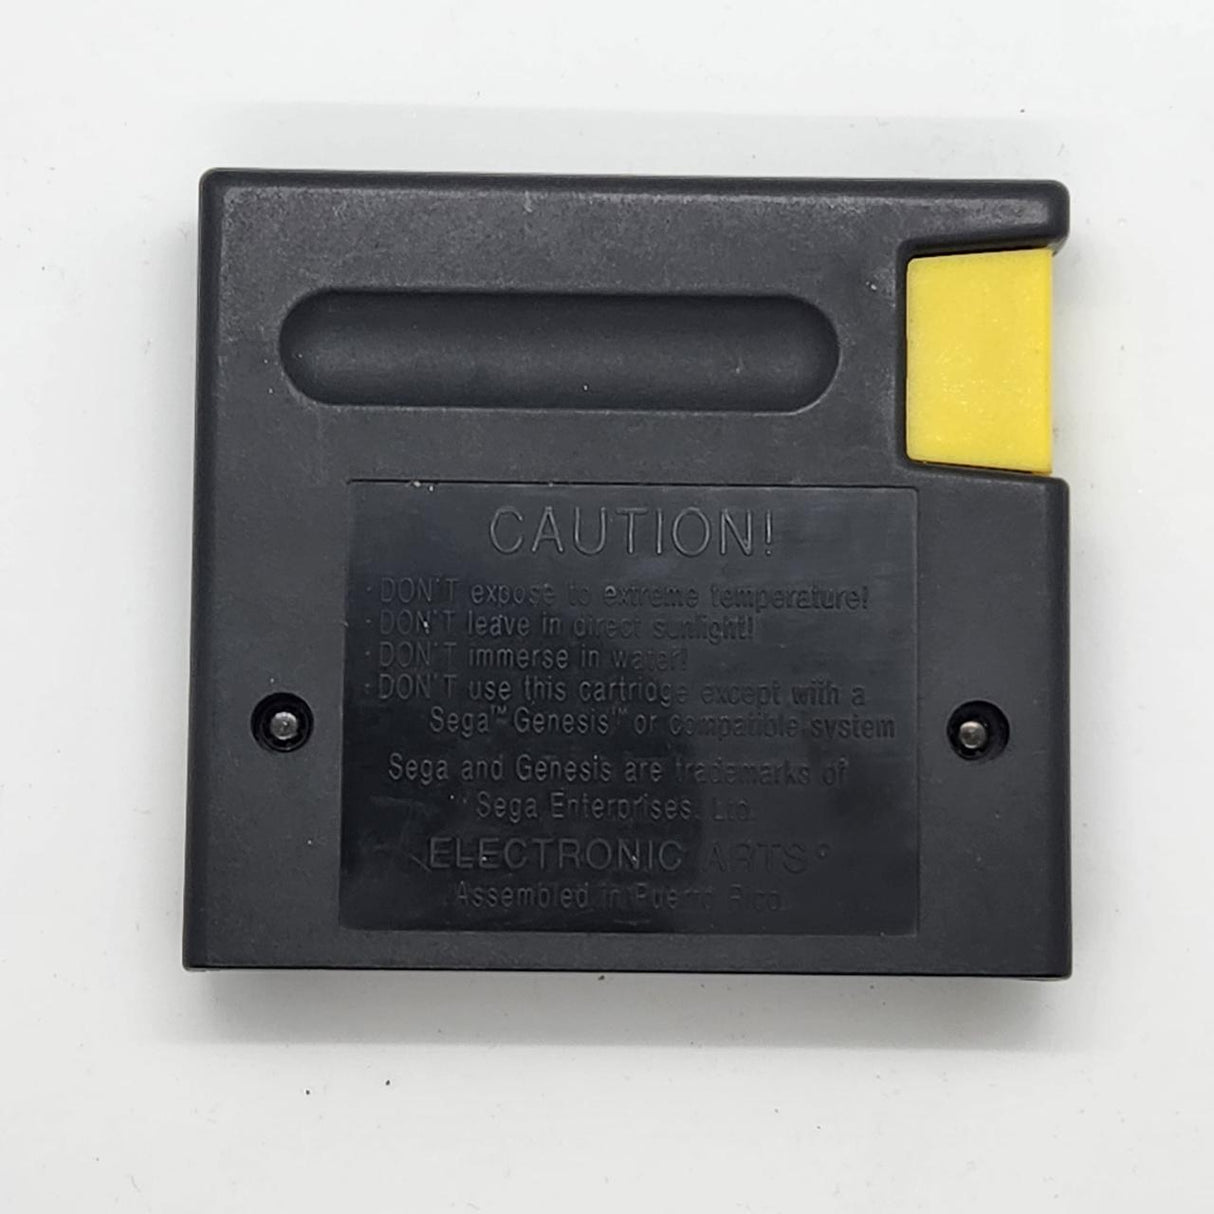 CAUTION!
·DON'T expose to extreme temperature!
·DON'T leave in direct sunlight!
·DON'T immerse in water!
·DON'T use this cartridge except with a
Sega™ Genesis™ or compatible system
Sega and Genesis are trademarks of
Sega Enterprises, Ltd.
ELECTRONIC ARTS®
Assembled in Puerto Rico